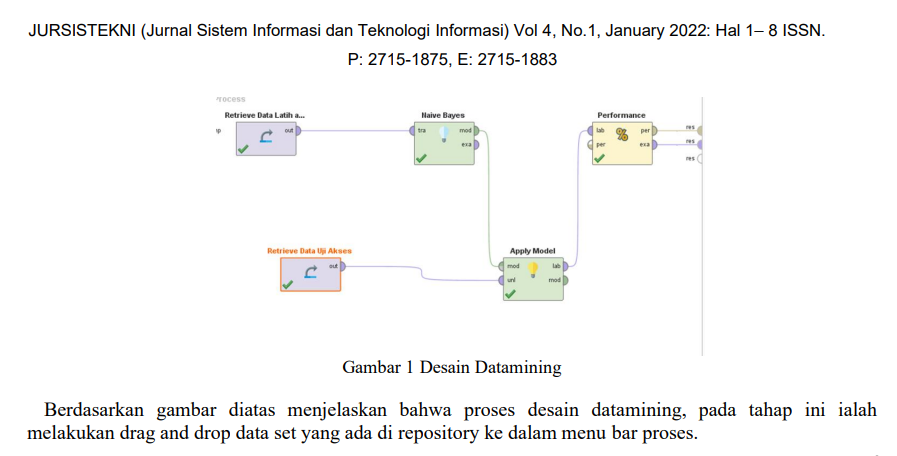 JURSISTEKNI (Jurnal Sistem Informasi dan Teknologi Informasi) Vol 4, No.1, January 2022: Hal 1– 8 ISSN.
P: 2715-1875, E: 2715-1883
Process
Retrieve Data Latih a...
Naive Bayes
Performance
out
tra
mod
exa
lab
per
per
exa
res
res
res
Retrieve Data Uji Akses
Apply Model
out
mod
lab
unl
mod
Gambar 1 Desain Datamining
Berdasarkan gambar diatas menjelaskan bahwa proses desain datamining, pada tahap ini ialah
melakukan drag and drop data set yang ada di repository ke dalam menu bar proses.